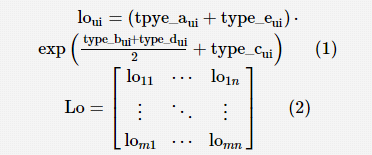 lo_ui = (tpye_a_ui + type_e_ui) ·
exp( (type_b_ui+type_d_ui)/2 + type_c_ui ) (1)
Lo = [ lo_11 ⋯ lo_1n
⋮ ⋱ ⋮ (2)
lo_m1 ⋯ lo_mn ]